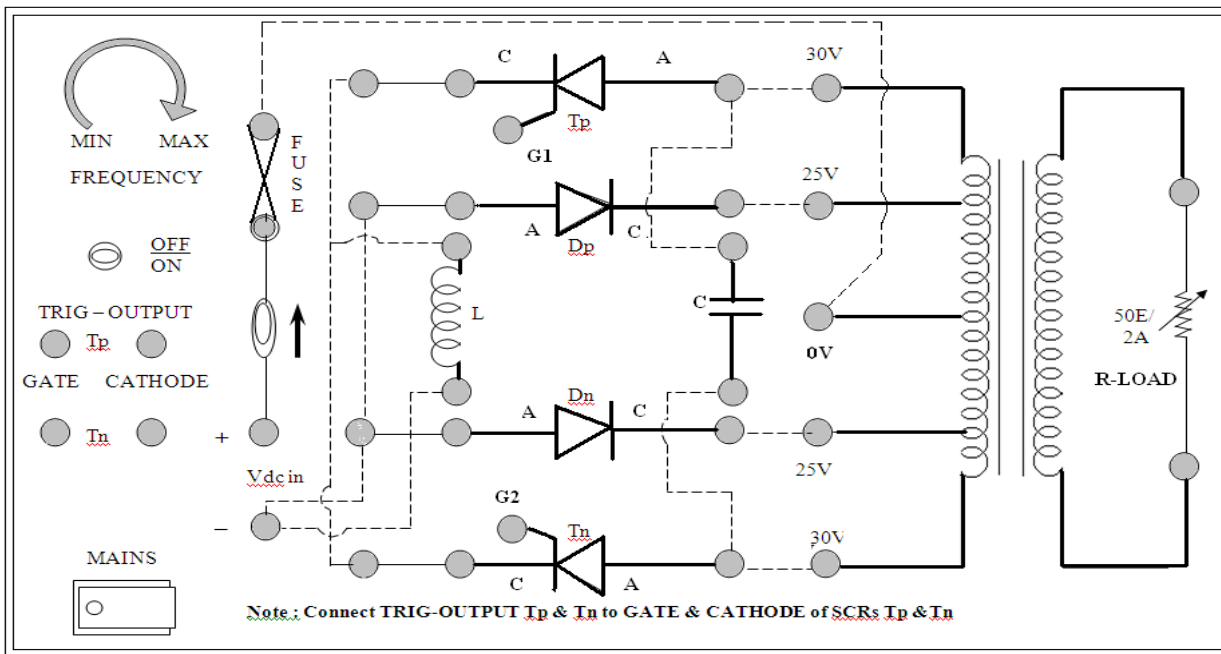 MIN MAX
FREQUENCY
OFF
ON
TRIG – OUTPUT
Tp
GATE CATHODE
Tn
MAINS
FUSE
+
Vdc in
–
C
A
Tp
G1
A
Dp
C
L
C
Dn
A
C
G2
Tn
C
A
30V
25V
0V
25V
30V
50E/
2A
R-LOAD
Note : Connect TRIG-OUTPUT Tp & Tn to GATE & CATHODE of SCRs Tp & Tn